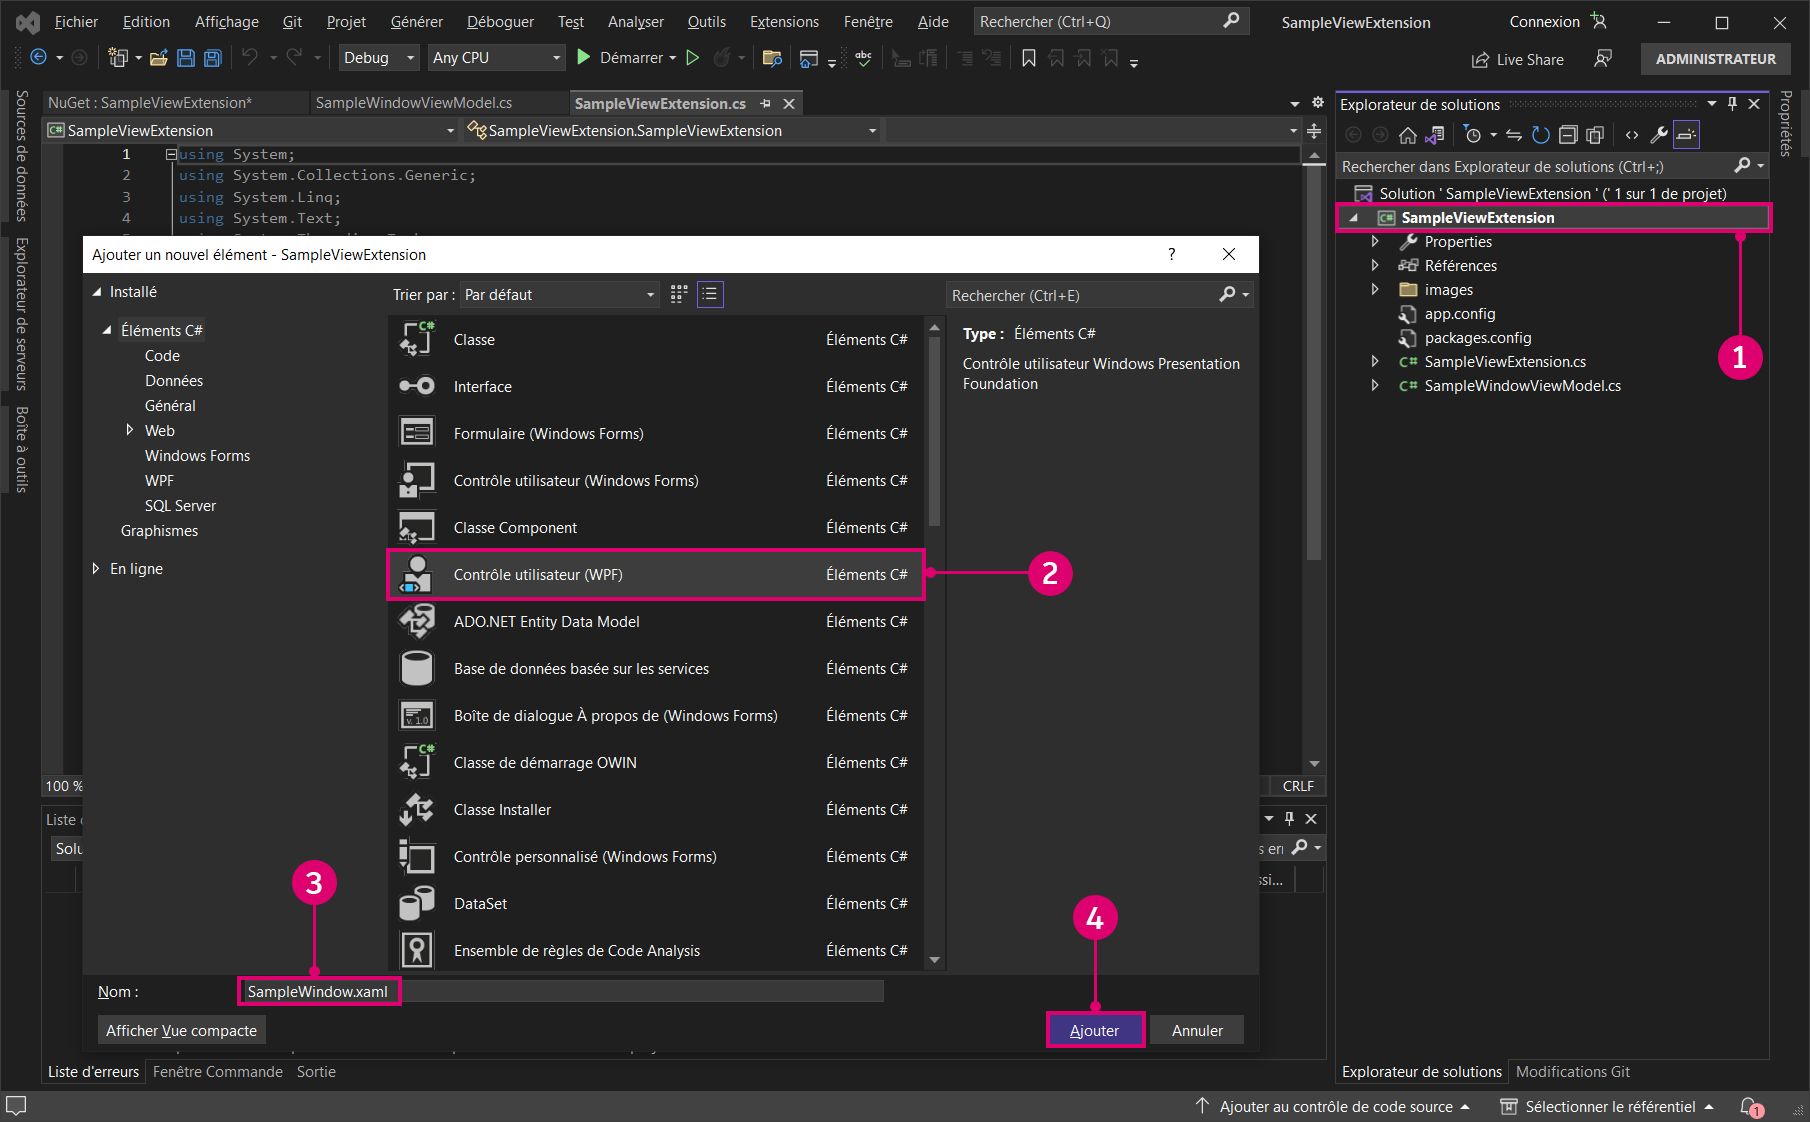 Fichier Edition Affichage Git Projet Générer Déboguer Test Analyser Outils Extensions Fenêtre Aide Rechercher (Ctrl+Q) SampleViewExtension Connexion
Debug Any CPU Démarrer Live Share ADMINISTRATEUR
Sources de données
Explorateur de serveurs
Boîte à outils
NuGet : SampleViewExtension* SampleWindowViewModel.cs SampleViewExtension.cs
SampleViewExtension SampleViewExtension.SampleViewExtension
1 using System;
2 using System.Collections.Generic;
3 using System.Linq;
4 using System.Text;
Ajouter un nouvel élément - SampleViewExtension ?
Installé
Éléments C#
Code
Données
Général
Web
Windows Forms
WPF
SQL Server
Graphismes
En ligne
Trier par : Par défaut
Rechercher (Ctrl+E)
Classe Éléments C#
Interface Éléments C#
Formulaire (Windows Forms) Éléments C#
Contrôle utilisateur (Windows Forms) Éléments C#
Classe Component Éléments C#
Contrôle utilisateur (WPF) Éléments C#
2
ADO.NET Entity Data Model Éléments C#
Base de données basée sur les services Éléments C#
Boîte de dialogue À propos de (Windows Forms) Éléments C#
Classe de démarrage OWIN Éléments C#
Classe Installer Éléments C#
Contrôle personnalisé (Windows Forms) Éléments C#
DataSet Éléments C#
Ensemble de règles de Code Analysis Éléments C#
Type : Éléments C#
Contrôle utilisateur Windows Presentation
Foundation
3
4
Nom : SampleWindow.xaml
Afficher Vue compacte Ajouter Annuler
100 % CRLF
Liste
Solu
Liste d'erreurs Fenêtre Commande Sortie
Explorateur de solutions
Rechercher dans Explorateur de solutions (Ctrl+;)
Solution ' SampleViewExtension ' (' 1 sur 1 de projet)
SampleViewExtension
Properties
Références
images
app.config
packages.config
SampleViewExtension.cs
SampleWindowViewModel.cs
1
Propriétés
Explorateur de solutions Modifications Git
Ajouter au contrôle de code source Sélectionner le référentiel 1